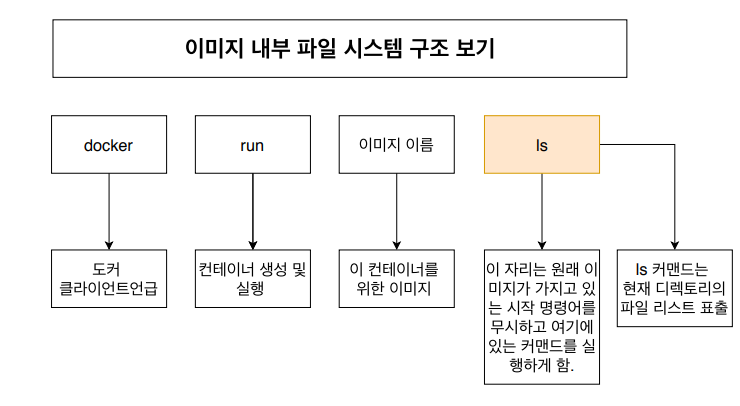 이미지 내부 파일 시스템 구조 보기
docker
run
이미지 이름
ls
도커
클라이언트언급
컨테이너 생성 및
실행
이 컨테이너를
위한 이미지
이 자리는 원래 이
미지가 가지고 있
는 시작 명령어를
무시하고 여기에
있는 커맨드를 실
행하게 함.
ls 커맨드는
현재 디렉토리의
파일 리스트 표출